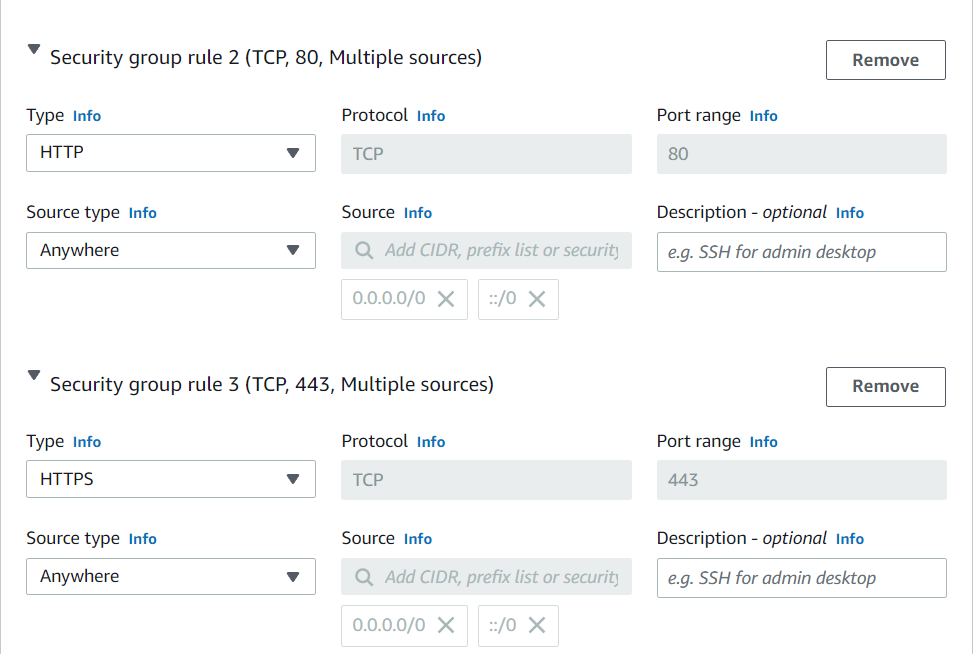 Security group rule 2 (TCP, 80, Multiple sources)
Remove
Type Info
Protocol Info
Port range Info
HTTP
TCP
80
Source type Info
Source Info
Description - optional Info
Anywhere
Add CIDR, prefix list or security
e.g. SSH for admin desktop
0.0.0.0/0
::/0
Security group rule 3 (TCP, 443, Multiple sources)
Remove
Type Info
Protocol Info
Port range Info
HTTPS
TCP
443
Source type Info
Source Info
Description - optional Info
Anywhere
Add CIDR, prefix list or security
e.g. SSH for admin desktop
0.0.0.0/0
::/0